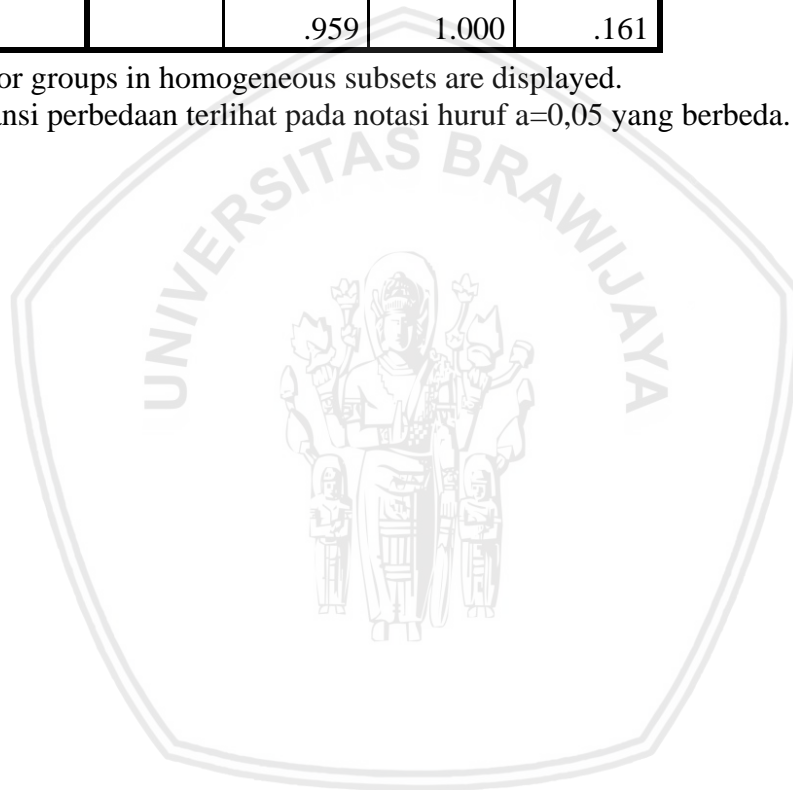 .959 1.000 .161
or groups in homogeneous subsets are displayed.
ansi perbedaan terlihat pada notasi huruf a=0,05 yang berbeda.
UNIVERSITAS BRAWIJAYA